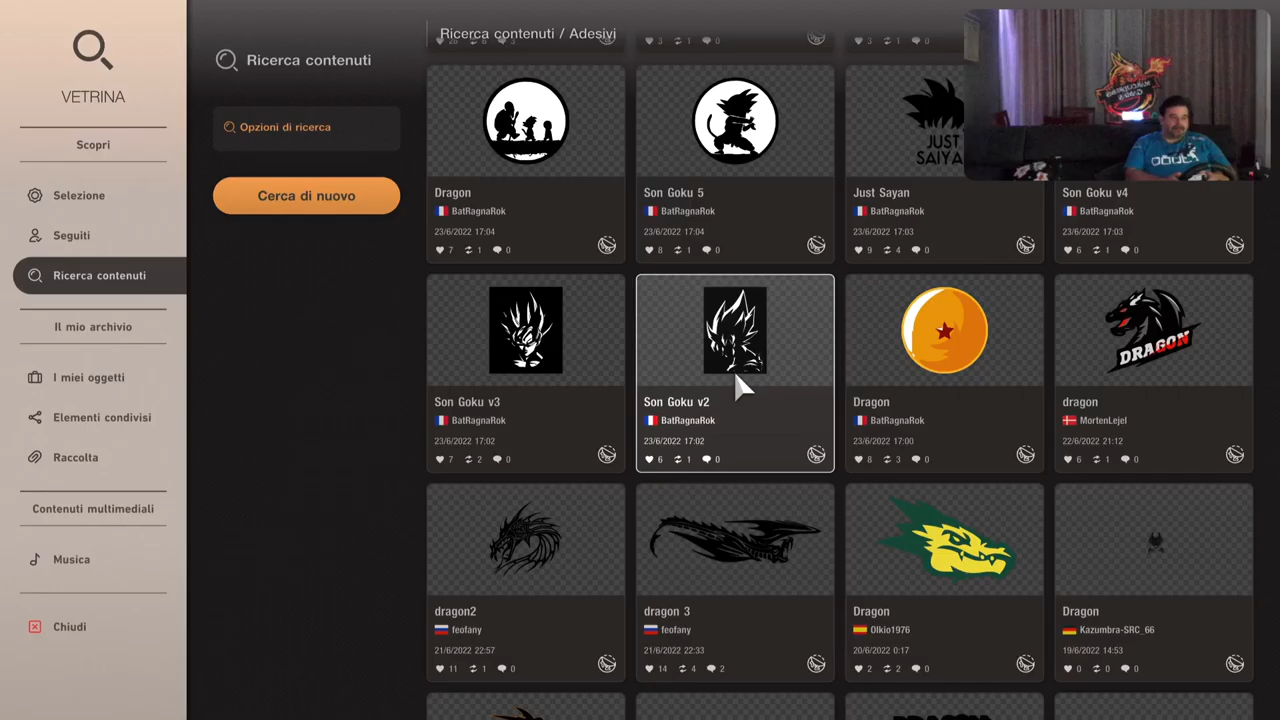 VETRINA
Scopri
Selezione
Seguiti
Ricerca contenuti
Il mio archivio
I miei oggetti
Elementi condivisi
Raccolta
Contenuti multimediali
Musica
Chiudi
Ricerca contenuti
Opzioni di ricerca
Cerca di nuovo
Ricerca contenuti / Adesivi
3 1 0
3 1 0
JUST
SAIYA
Dragon
BatRagnaRok
23/6/2022 17:04
7 1 0
Son Goku 5
BatRagnaRok
23/6/2022 17:04
8 1 0
Just Sayan
BatRagnaRok
23/6/2022 17:03
9 4 0
Son Goku v4
BatRagnaRok
23/6/2022 17:03
6 1 0
Son Goku v3
BatRagnaRok
23/6/2022 17:02
7 2 0
Son Goku v2
BatRagnaRok
23/6/2022 17:02
6 1 0
Dragon
BatRagnaRok
23/6/2022 17:00
8 3 0
DRAGON
dragon
MortenLejel
22/6/2022 21:12
6 1 0
dragon2
feofany
21/6/2022 22:57
11 1 0
dragon 3
feofany
21/6/2022 22:33
14 4 2
Dragon
Olkio1976
20/6/2022 0:17
2 2 0
Dragon
Kazumbra-SRC_66
19/6/2022 14:53
0 0 0